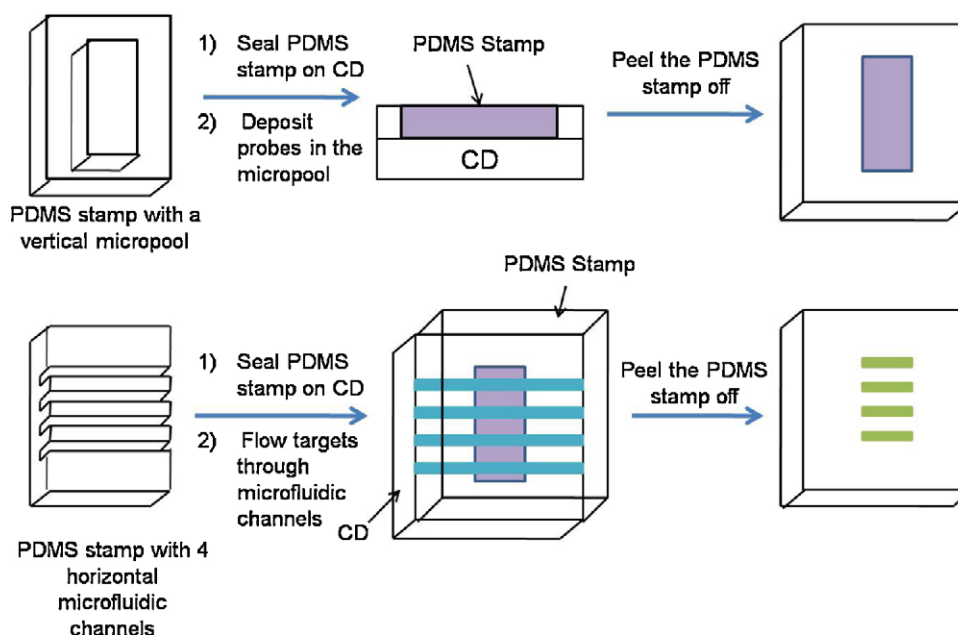 1) Seal PDMS
stamp on CD
2) Deposit
probes in the
micropool
PDMS Stamp
CD
Peel the PDMS
stamp off
PDMS stamp with a
vertical micropool
PDMS Stamp
1) Seal PDMS
stamp on CD
2) Flow targets
through
microfluidic
channels
CD
Peel the PDMS
stamp off
PDMS stamp with 4
horizontal
microfluidic
channels